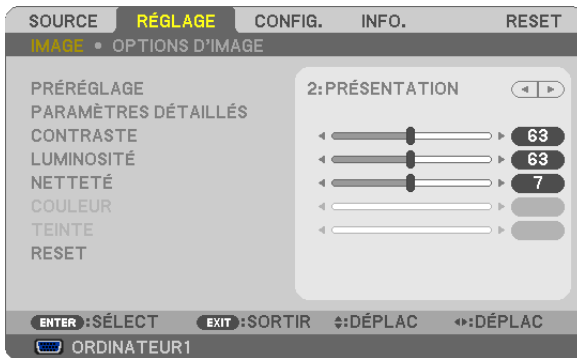 SOURCE RÉGLAGE CONFIG. INFO. RESET
IMAGE • OPTIONS D'IMAGE
PRÉRÉGLAGE 2:PRÉSENTATION
PARAMÈTRES DÉTAILLÉS
CONTRASTE 63
LUMINOSITÉ 63
NETTETÉ 7
COULEUR
TEINTE
RESET
ENTER :SÉLECT EXIT :SORTIR :DÉPLAC :DÉPLAC
ORDINATEUR1